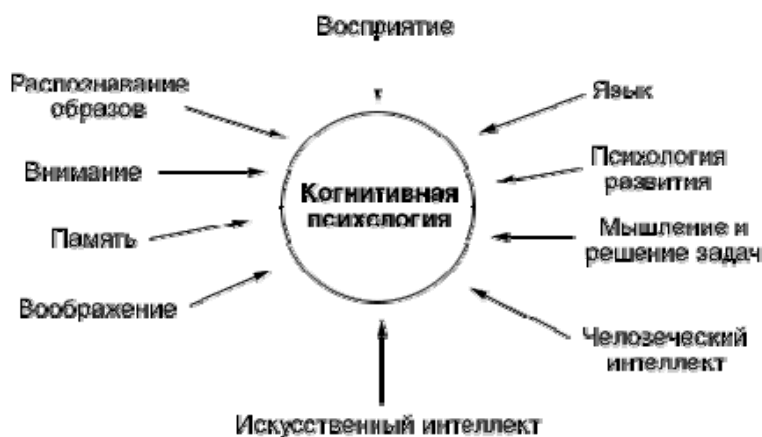 Восприятие
Распознавание
образов
Язык
Внимание
Психология
развития
Когнитивная
психология
Память
Мышление и
решение задач
Воображение
Человеческий
интеллект
Искусственный интеллект